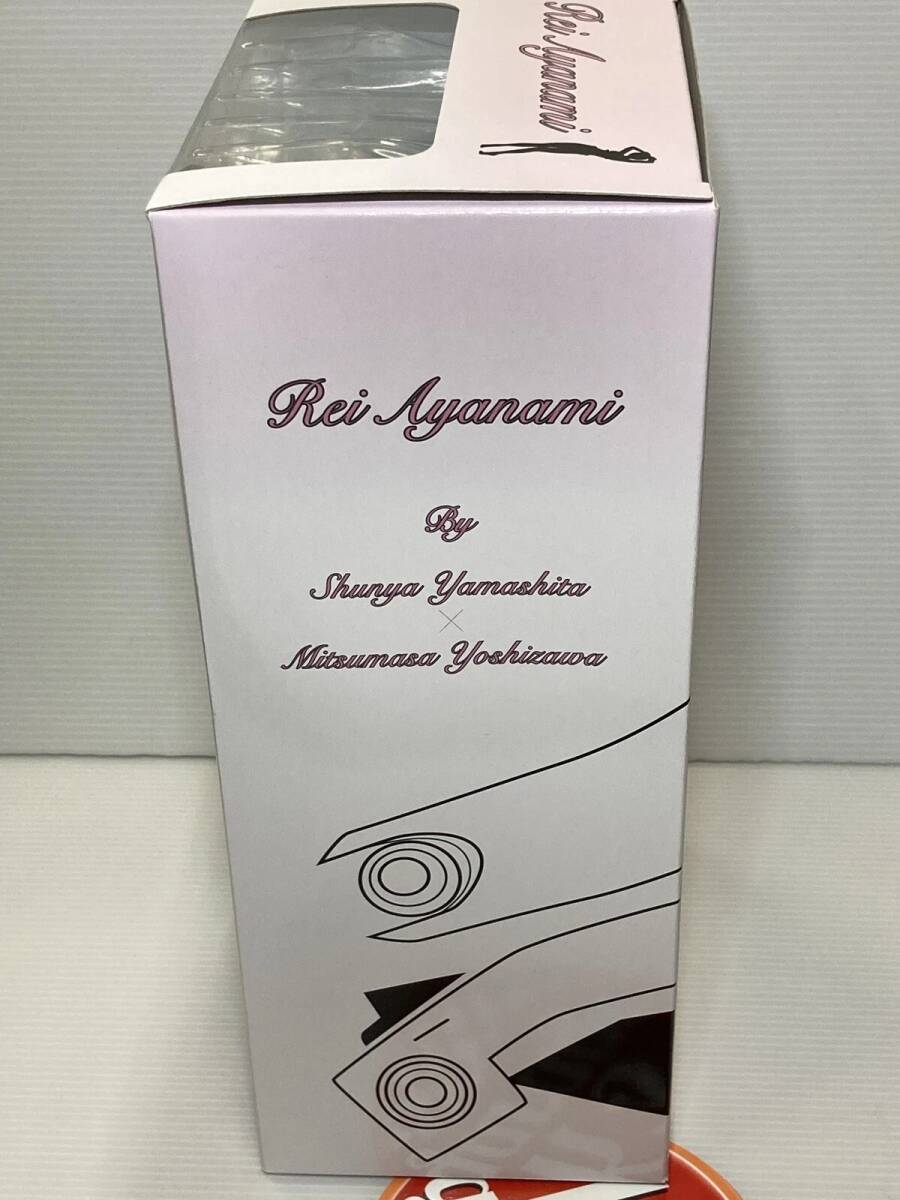 Rei Ayanami
Rei Ayanami
By
Shunya Yamashita
×
Mitsumasa Yoshizawa